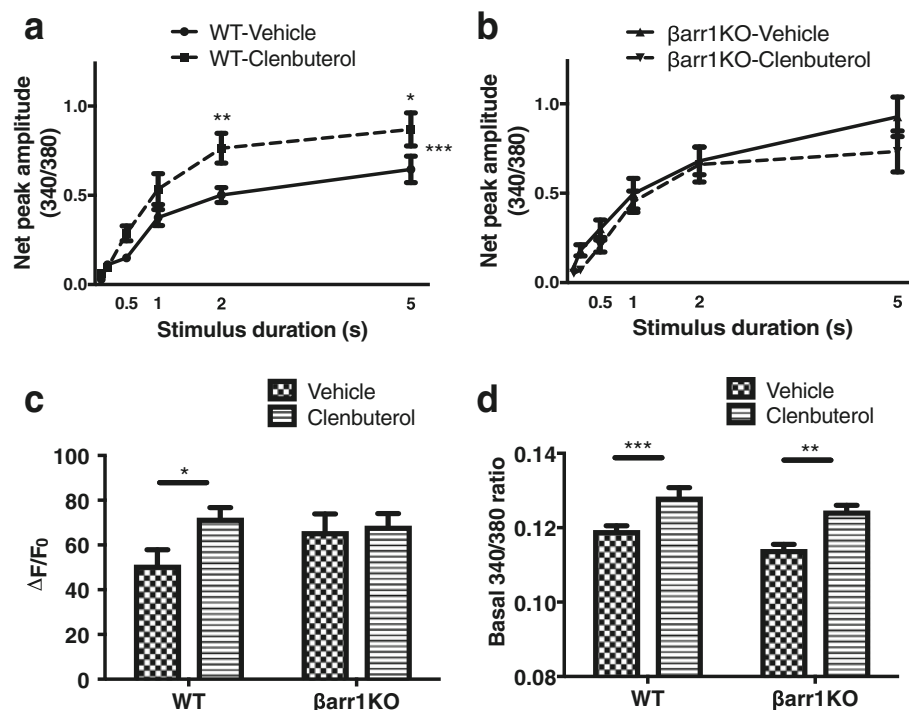 a
WT-Vehicle
WT-Clenbuterol
Net peak amplitude
(340/380)
1.0
0.5
0.0
**
*
***
0.5 1 2 5
Stimulus duration (s)
b
βarr1KO-Vehicle
βarr1KO-Clenbuterol
Net peak amplitude
(340/380)
1.0
0.5
0.0
0.5 1 2 5
Stimulus duration (s)
c
Vehicle
Clenbuterol
ΔF/F0
100
80
60
40
20
0
*
WT βarr1KO
d
Vehicle
Clenbuterol
Basal 340/380 ratio
0.14
0.12
0.10
0.08
***
**
WT βarr1KO